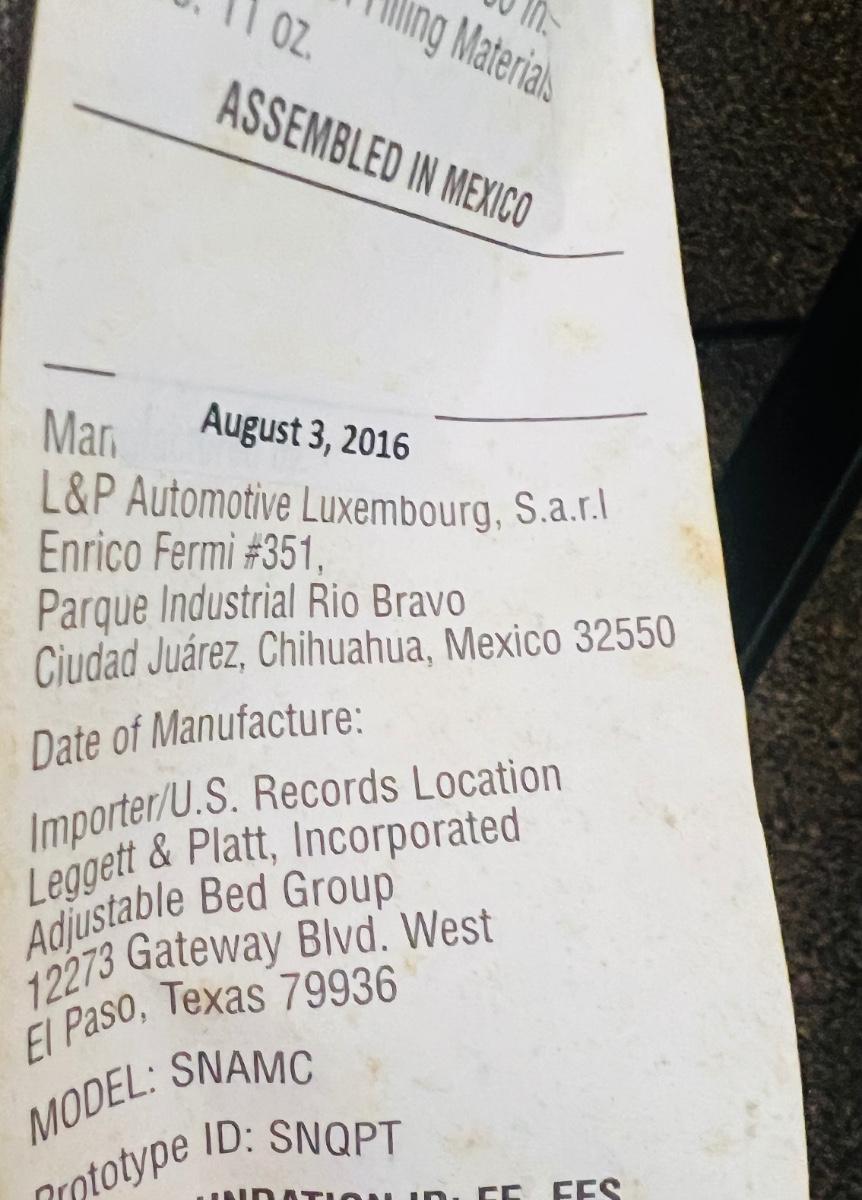 11 oz.
Filling Materials
ASSEMBLED IN MEXICO
August 3, 2016
L&P Automotive Luxembourg, S.a.r.l
Enrico Fermi #351,
Parque Industrial Rio Bravo
Ciudad Juárez, Chihuahua, Mexico 32550
Date of Manufacture:
Importer/U.S. Records Location
Leggett & Platt, Incorporated
Adjustable Bed Group
12273 Gateway Blvd. West
El Paso, Texas 79936
MODEL: SNAMC
Prototype ID: SNQPT